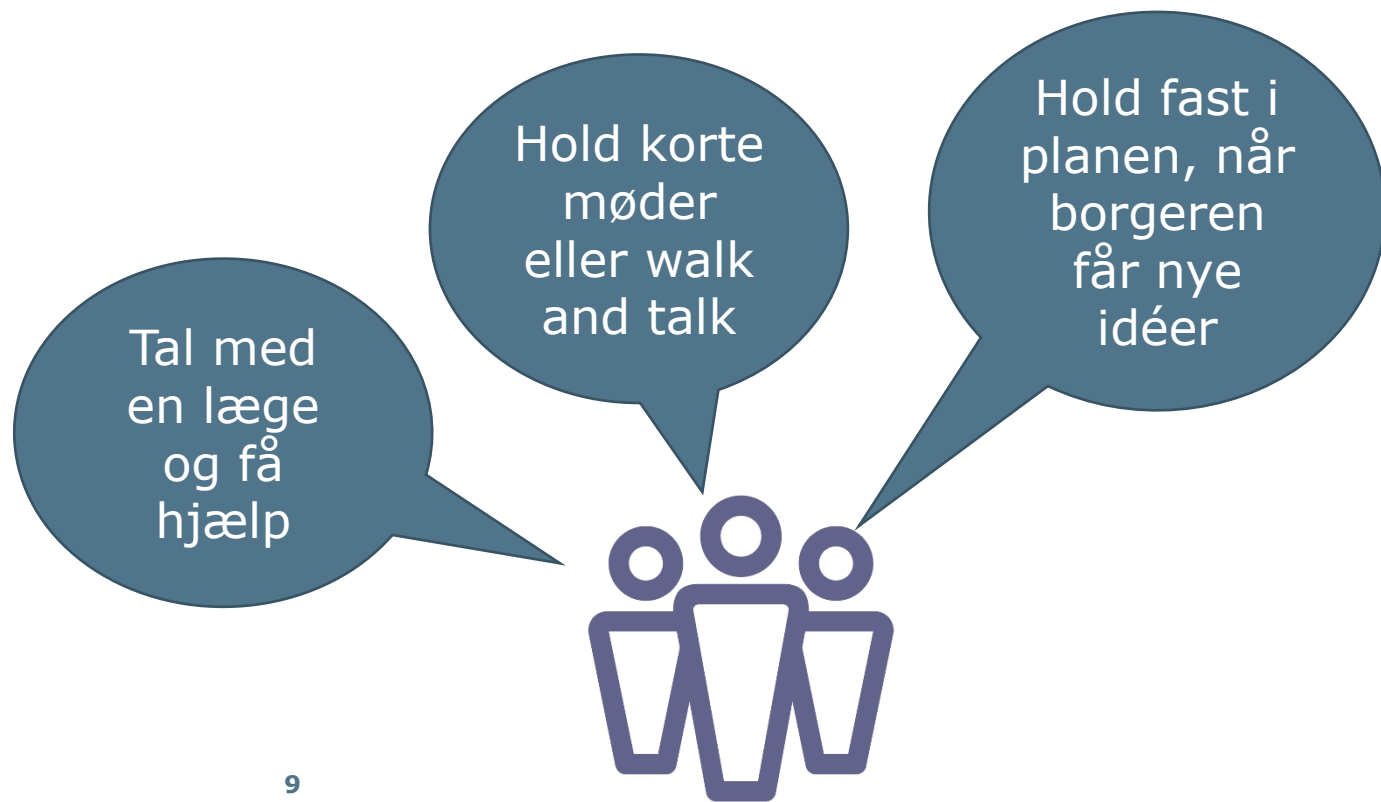 Tal med
en læge
og få
hjælp
Hold korte
møder
eller walk
and talk
Hold fast i
planen, når
borgeren
får nye
idéer
9